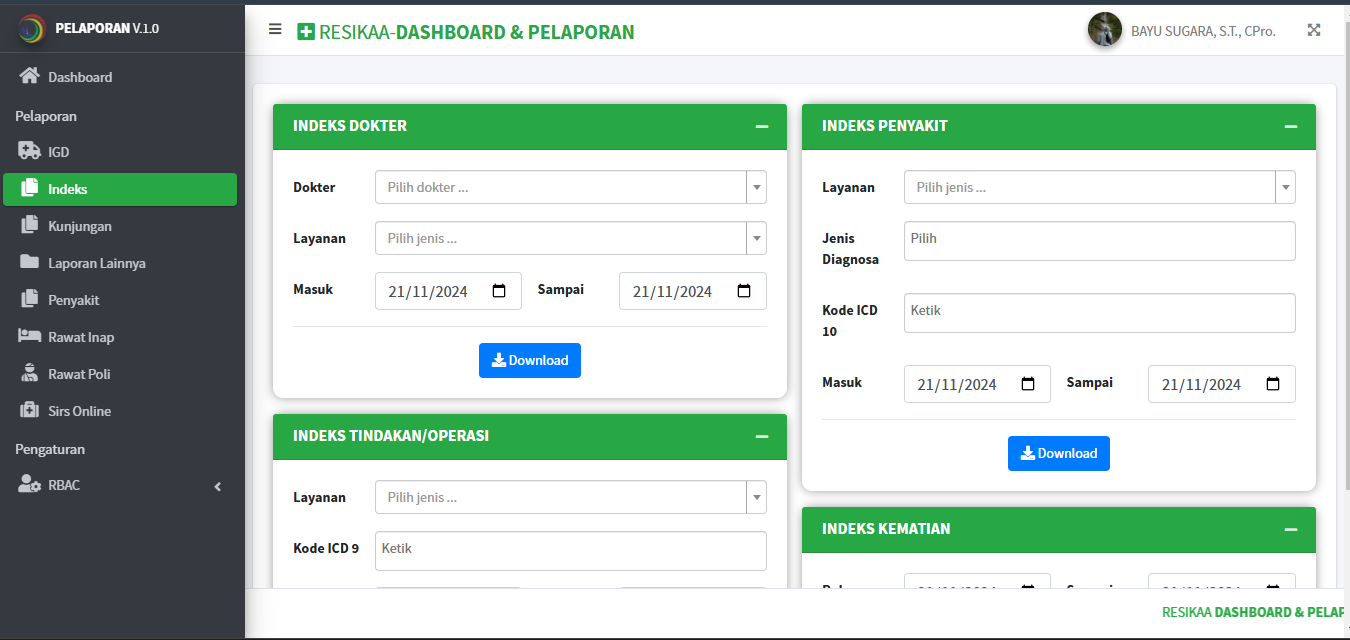 PELAPORAN V.1.0
Dashboard
Pelaporan
IGD
Indeks
Kunjungan
Laporan Lainnya
Penyakit
Rawat Inap
Rawat Poli
Sirs Online
Pengaturan
RBAC
RESIKAA-DASHBOARD & PELAPORAN
BAYU SUGARA, S.T., CPro.
INDEKS DOKTER
Dokter
Pilih dokter ...
Layanan
Pilih jenis ...
Masuk
21/11/2024
Sampai
21/11/2024
Download
INDEKS TINDAKAN/OPERASI
Layanan
Pilih jenis ...
Kode ICD 9
Ketik
INDEKS PENYAKIT
Layanan
Pilih jenis ...
Jenis
Diagnosa
Pilih
Kode ICD
10
Ketik
Masuk
21/11/2024
Sampai
21/11/2024
Download
INDEKS KEMATIAN
RESIKAA DASHBOARD & PELAP